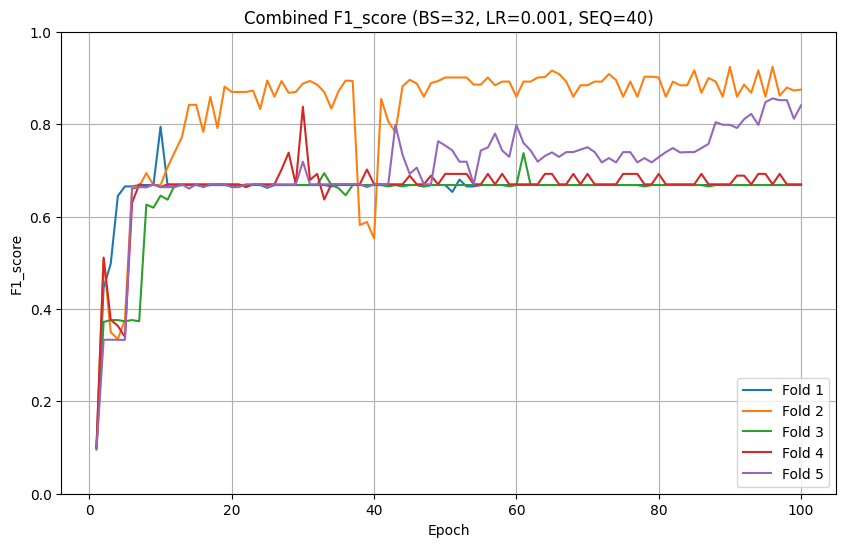 Combined F1_score (BS=32, LR=0.001, SEQ=40)
1.0
0.8
0.6
0.4
0.2
0.0
F1_score
0 20 40 60 80 100
Epoch
Fold 1
Fold 2
Fold 3
Fold 4
Fold 5